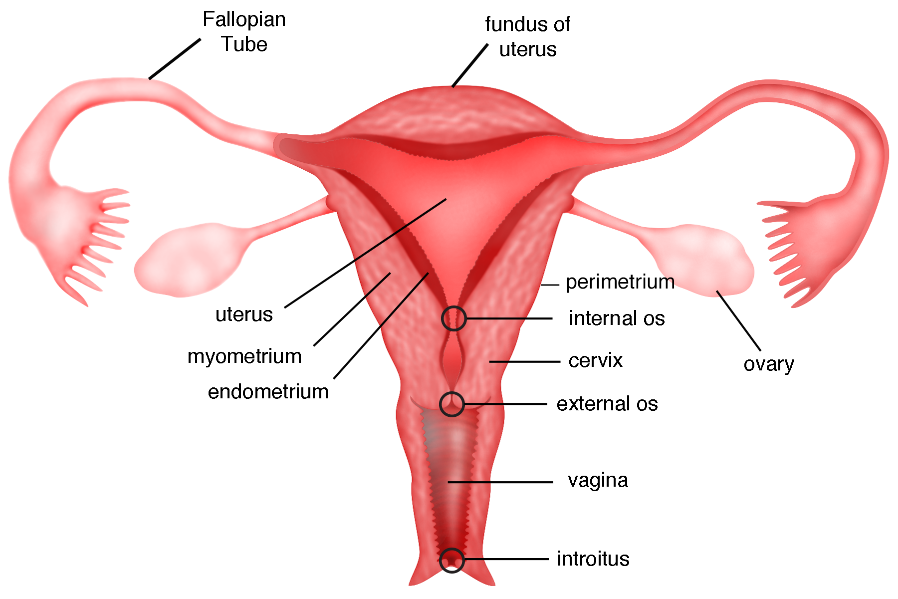 Fallopian
Tube
fundus of
uterus
uterus
myometrium
endometrium
perimetrium
internal os
cervix
ovary
external os
vagina
introitus